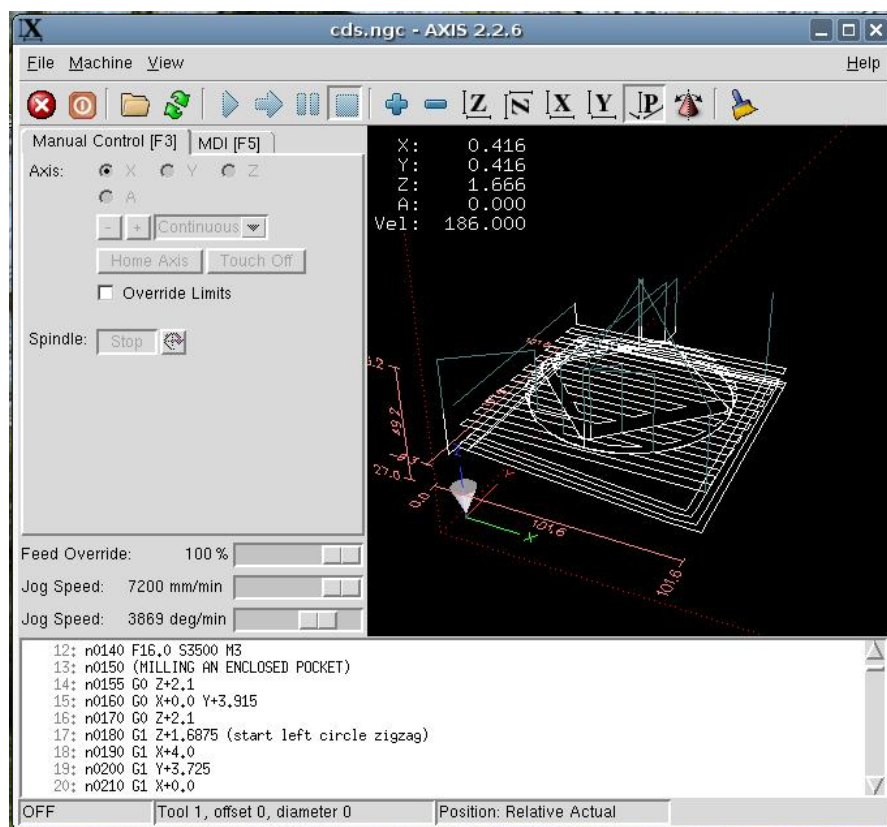 cds.ngc - AXIS 2.2.6
File Machine View Help
Z N X Y P
Manual Control [F3] MDI [F5]
Axis: X Y Z
A
- + Continuous
Home Axis Touch Off
Override Limits
Spindle: Stop
Feed Override: 100 %
Jog Speed: 7200 mm/min
Jog Speed: 3869 deg/min
X: 0.416
Y: 0.416
Z: 1.666
A: 0.000
Vel: 186.000
49.2
27.0
0.0
101.6
101.6
X
12: n0140 F16.0 S3500 M3
13: n0150 (MILLING AN ENCLOSED POCKET)
14: n0155 G0 Z+2.1
15: n0160 G0 X+0.0 Y+3.915
16: n0170 G0 Z+2.1
17: n0180 G1 Z+1.6875 (start left circle zigzag)
18: n0190 G1 X+4.0
19: n0200 G1 Y+3.725
20: n0210 G1 X+0.0
OFF Tool 1, offset 0, diameter 0 Position: Relative Actual